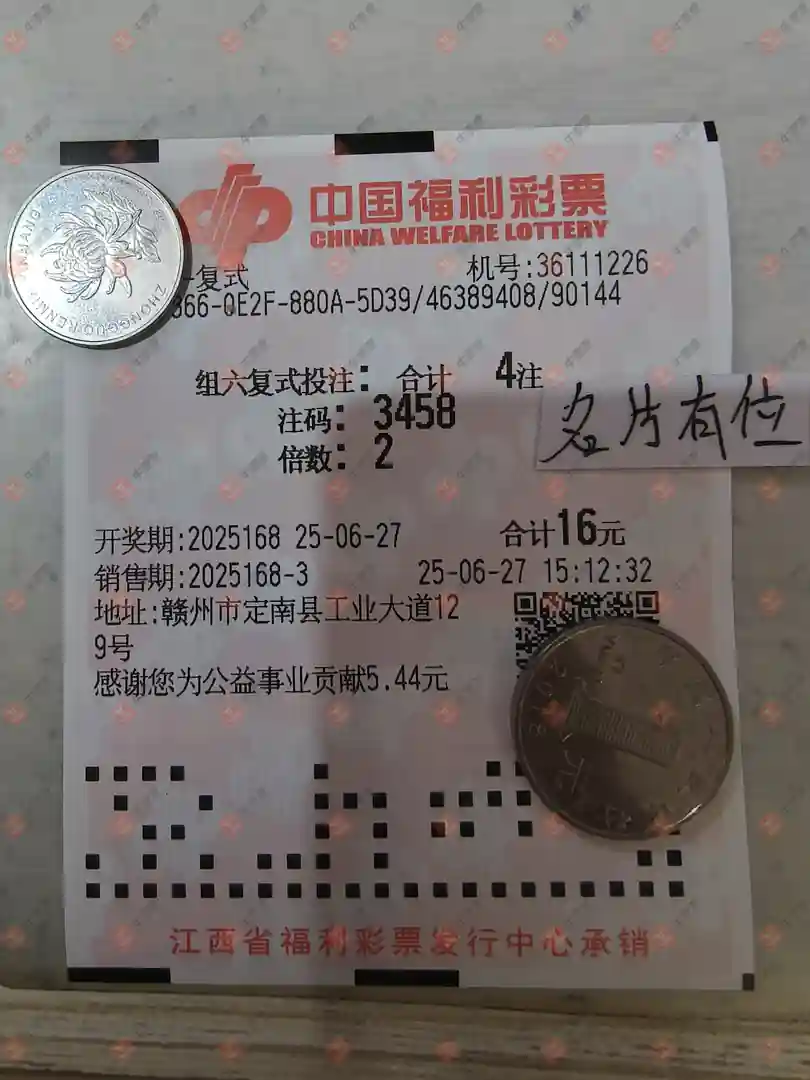 中国福利彩票
CHINA WELFARE LOTTERY
-复式 机号:36111226
366-QE2F-880A-5D39/46389408/90144
组六复式投注: 合计 4注
注码: 3458
倍数: 2
名片有位
开奖期:2025168 25-06-27 合计16元
销售期:2025168-3 25-06-27 15:12:32
地址:赣州市定南县工业大道12
9号
感谢您为公益事业贡献5.44元
江西省福利彩票发行中心承销
ZHONGGUO RENMIN